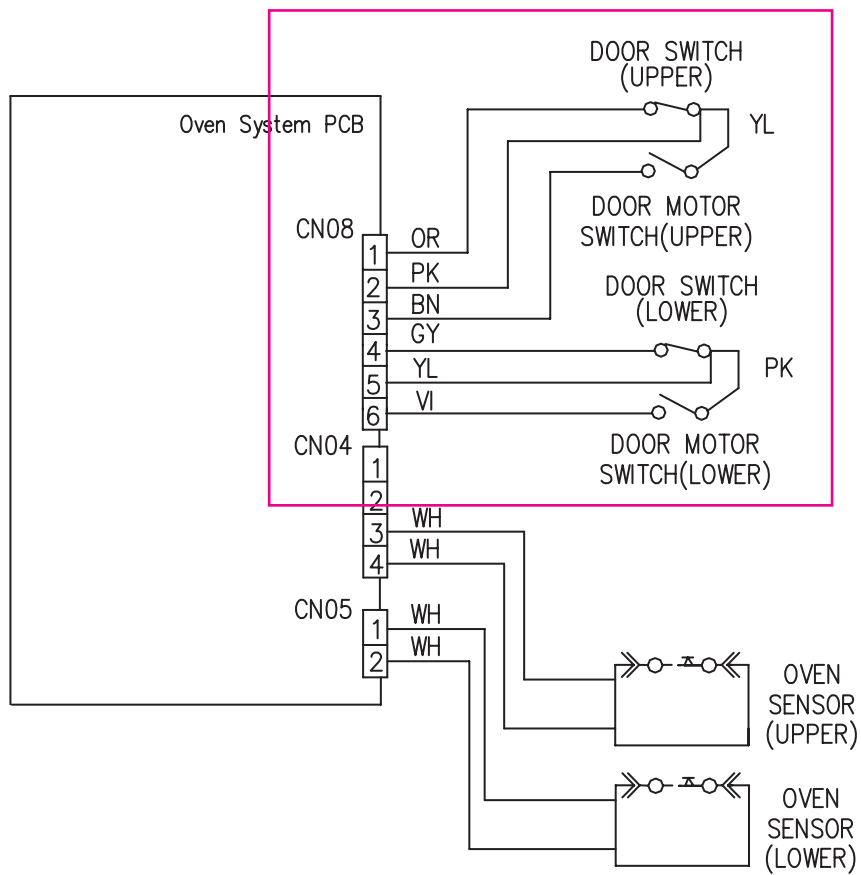 DOOR SWITCH
(UPPER)
Oven System PCB
YL
DOOR MOTOR
SWITCH(UPPER)
CN08
1
OR
2
PK
3
BN
4
GY
5
YL
6
VI
DOOR SWITCH
(LOWER)
PK
DOOR MOTOR
SWITCH(LOWER)
CN04
1
2
3
WH
4
WH
CN05
1
WH
2
WH
OVEN
SENSOR
(UPPER)
OVEN
SENSOR
(LOWER)